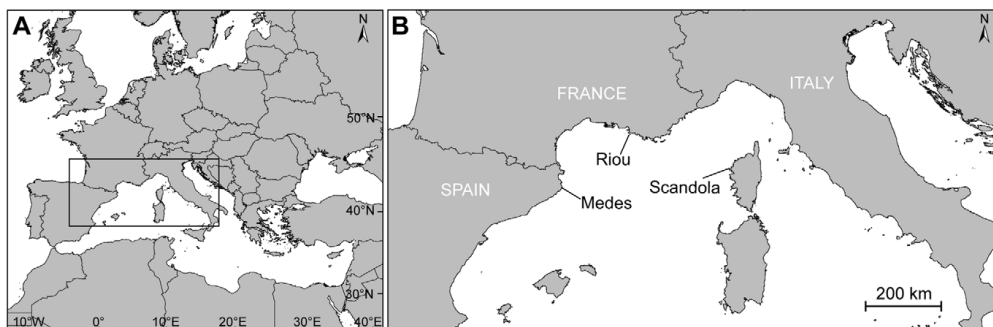 A
N
50°N
40°N
30°N
10°W 0° 10°E 20°E 30°E 40°E
B
N
FRANCE
ITALY
Riou
Scandola
SPAIN
Medes
200 km